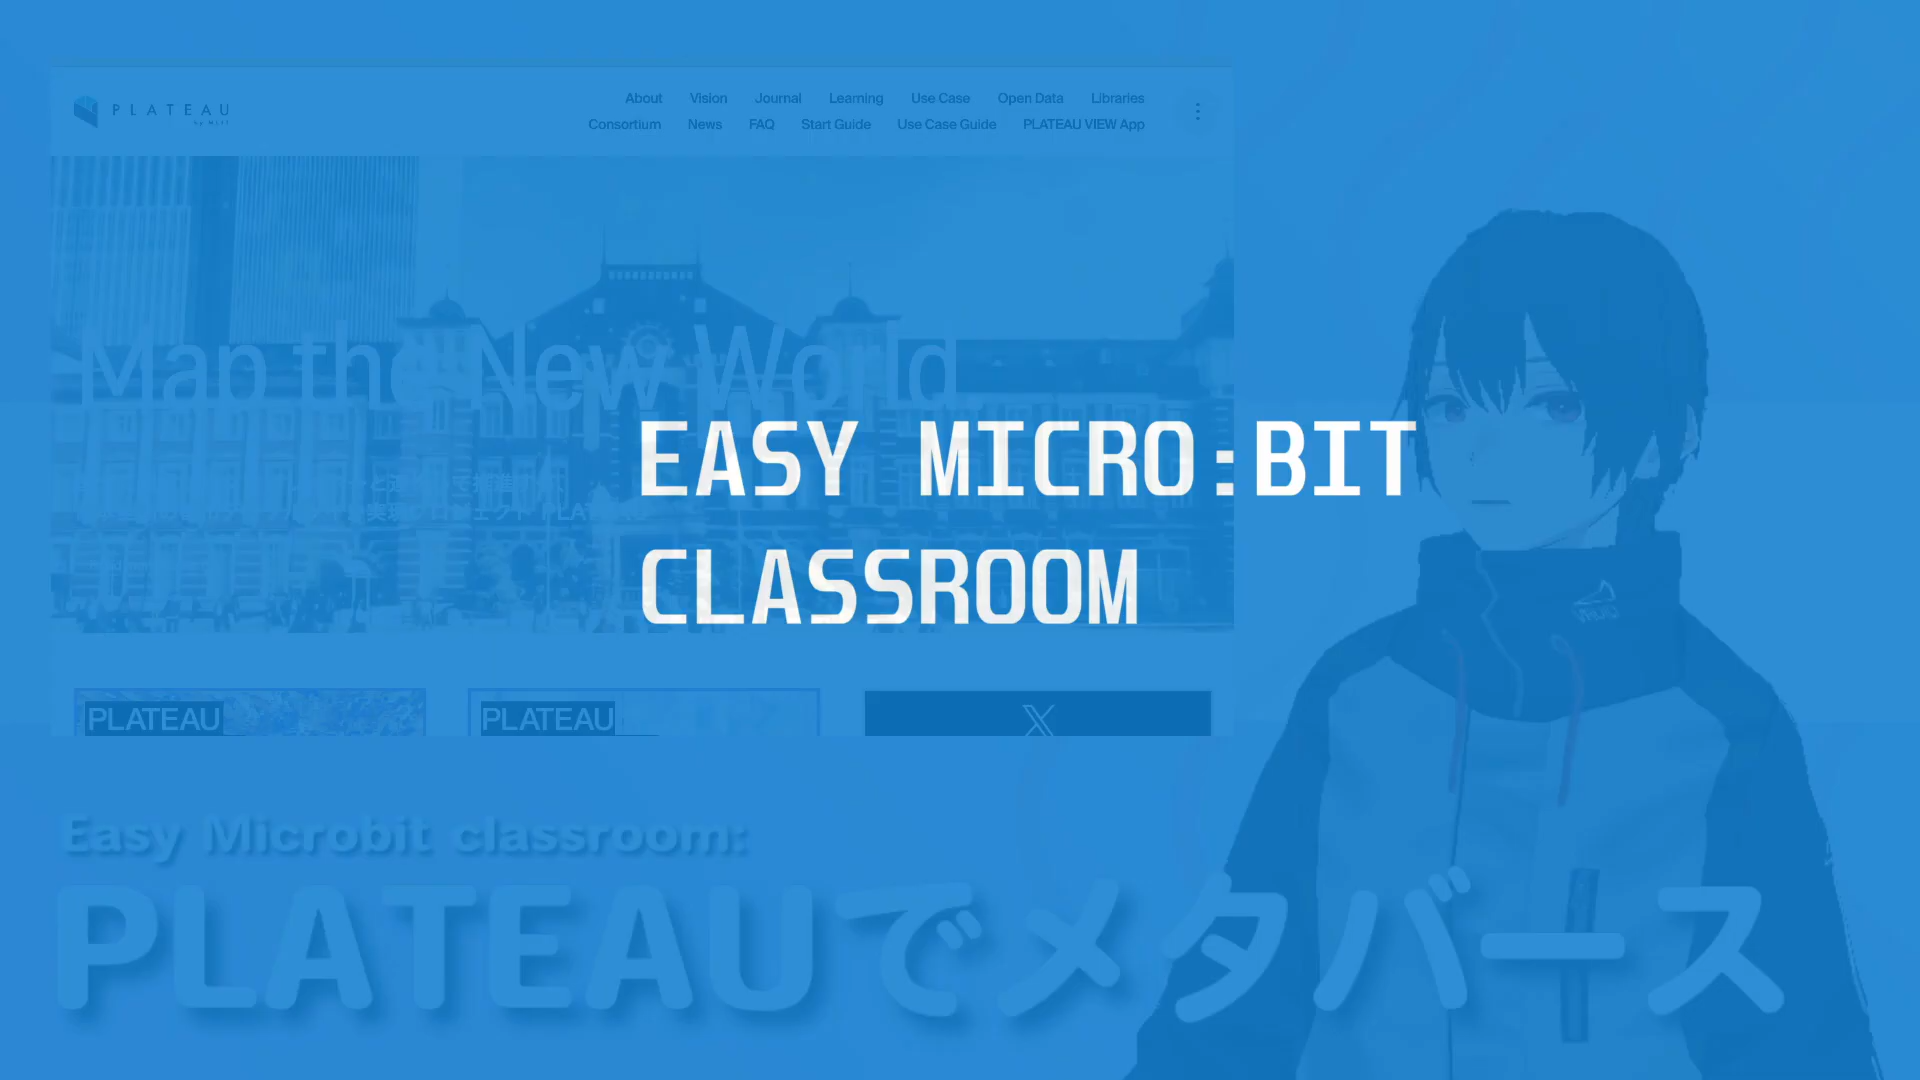 PLATEAU
by MLIT
About Vision Journal Learning Use Case Open Data Libraries
Consortium News FAQ Start Guide Use Case Guide PLATEAU VIEW App
Map the New World
EASY MICRO:BIT
CLASSROOM
PLATEAU
PLATEAU
X
Easy Microbit classroom:
PLATEAUでメタバース